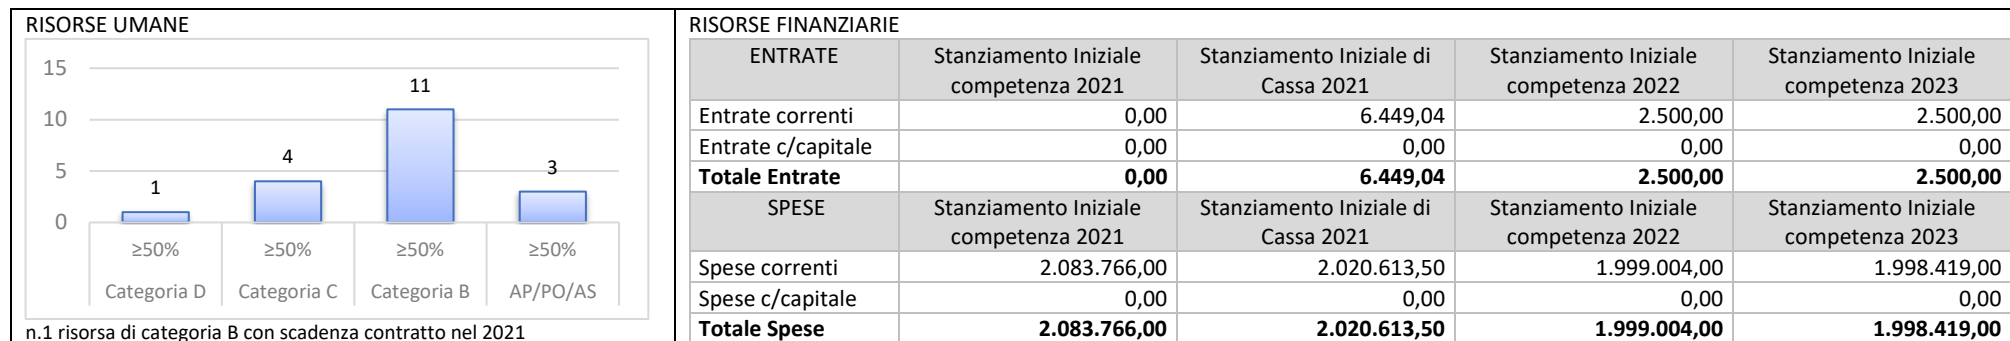 RISORSE UMANE
15
10
5
0
1
4
11
3
≥50% ≥50% ≥50% ≥50%
Categoria D Categoria C Categoria B AP/PO/AS
n.1 risorsa di categoria B con scadenza contratto nel 2021
RISORSE FINANZIARIE
ENTRATE Stanziamento Iniziale Stanziamento Iniziale di Stanziamento Iniziale Stanziamento Iniziale
competenza 2021 Cassa 2021 competenza 2022 competenza 2023
Entrate correnti 0,00 6.449,04 2.500,00 2.500,00
Entrate c/capitale 0,00 0,00 0,00 0,00
Totale Entrate 0,00 6.449,04 2.500,00 2.500,00
SPESE Stanziamento Iniziale Stanziamento Iniziale di Stanziamento Iniziale Stanziamento Iniziale
competenza 2021 Cassa 2021 competenza 2022 competenza 2023
Spese correnti 2.083.766,00 2.020.613,50 1.999.004,00 1.998.419,00
Spese c/capitale 0,00 0,00 0,00 0,00
Totale Spese 2.083.766,00 2.020.613,50 1.999.004,00 1.998.419,00